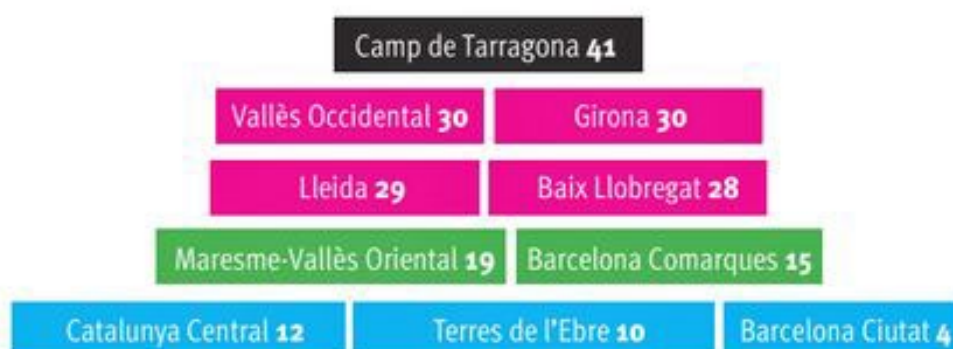 Camp de Tarragona 41
Vallès Occidental 30 Girona 30
Lleida 29 Baix Llobregat 28
Maresme-Vallès Oriental 19 Barcelona Comarques 15
Catalunya Central 12 Terres de l'Ebre 10 Barcelona Ciutat 4